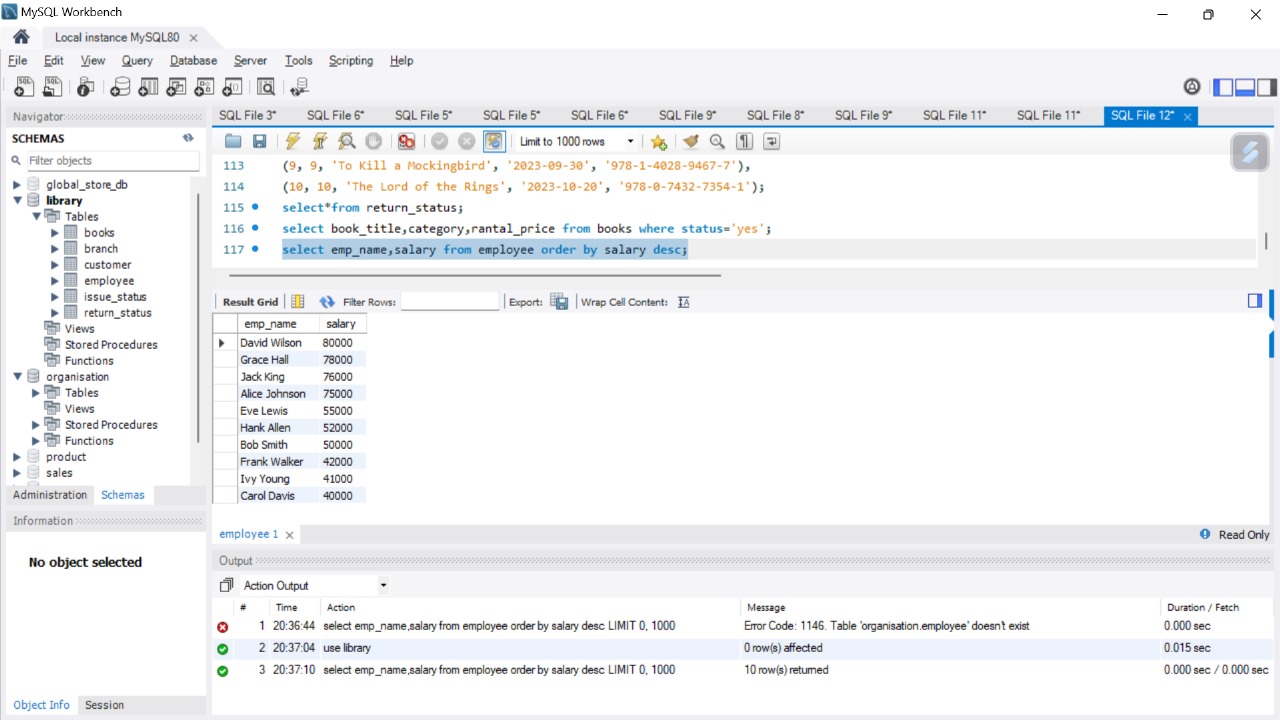 MySQL Workbench
Local instance MySQL80
File Edit View Query Database Server Tools Scripting Help
Navigator
SCHEMAS
Filter objects
global_store_db
library
Tables
books
branch
customer
employee
issue_status
return_status
Views
Stored Procedures
Functions
organisation
Tables
Views
Stored Procedures
Functions
product
sales
Administration Schemas
Information
No object selected
Object Info Session
SQL File 3* SQL File 6* SQL File 5* SQL File 5* SQL File 6* SQL File 9* SQL File 8* SQL File 9* SQL File 11* SQL File 11* SQL File 12*
Limit to 1000 rows
113 (9, 9, 'To Kill a Mockingbird', '2023-09-30', '978-1-4028-9467-7'),
114 (10, 10, 'The Lord of the Rings', '2023-10-20', '978-0-7432-7354-1');
115 select*from return_status;
116 select book_title,category,rantal_price from books where status='yes';
117 select emp_name,salary from employee order by salary desc;
Result Grid Filter Rows: Export: Wrap Cell Content:
emp_name salary
David Wilson 80000
Grace Hall 78000
Jack King 76000
Alice Johnson 75000
Eve Lewis 55000
Hank Allen 52000
Bob Smith 50000
Frank Walker 42000
Ivy Young 41000
Carol Davis 40000
employee 1 Read Only
Output
Action Output
# Time Action Message Duration / Fetch
1 20:36:44 select emp_name,salary from employee order by salary desc LIMIT 0, 1000 Error Code: 1146. Table 'organisation.employee' doesn't exist 0.000 sec
2 20:37:04 use library 0 row(s) affected 0.015 sec
3 20:37:10 select emp_name,salary from employee order by salary desc LIMIT 0, 1000 10 row(s) returned 0.000 sec / 0.000 sec